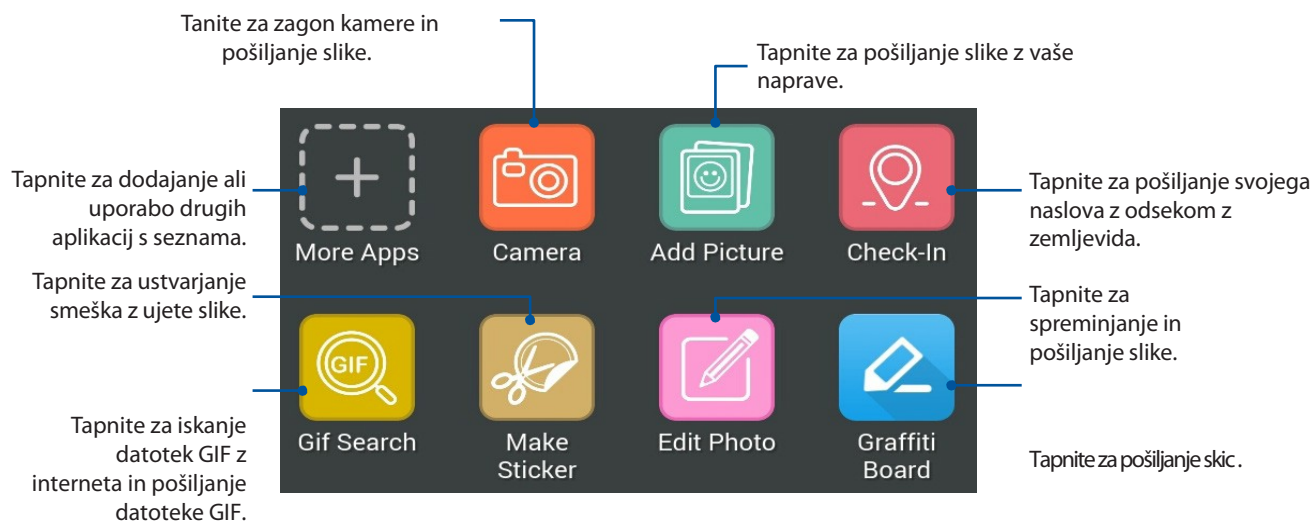 Tanite za zagon kamere in
pošiljanje slike.
Tapnite za pošiljanje slike z vaše
naprave.
Tapnite za dodajanje ali
uporabo drugih
aplikacij s seznama.
More Apps
Camera
Add Picture
Check-In
Tapnite za pošiljanje svojega
naslova z odsekom z
zemljevida.
Tapnite za ustvarjanje
smeška z ujete slike.
Tapnite za
spreminjanje in
pošiljanje slike.
GIF
Gif Search
Make
Sticker
Edit Photo
Graffiti
Board
Tapnite za iskanje
datotek GIF z
interneta in pošiljanje
datoteke GIF.
Tapnite za pošiljanje skic.